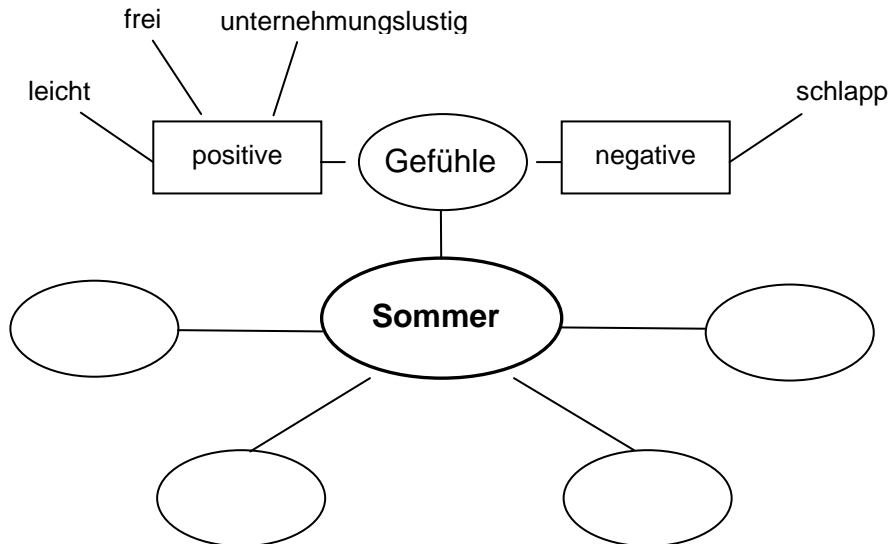 frei unternehmungslustig
leicht schlapp
positive Gefühle negative
Sommer